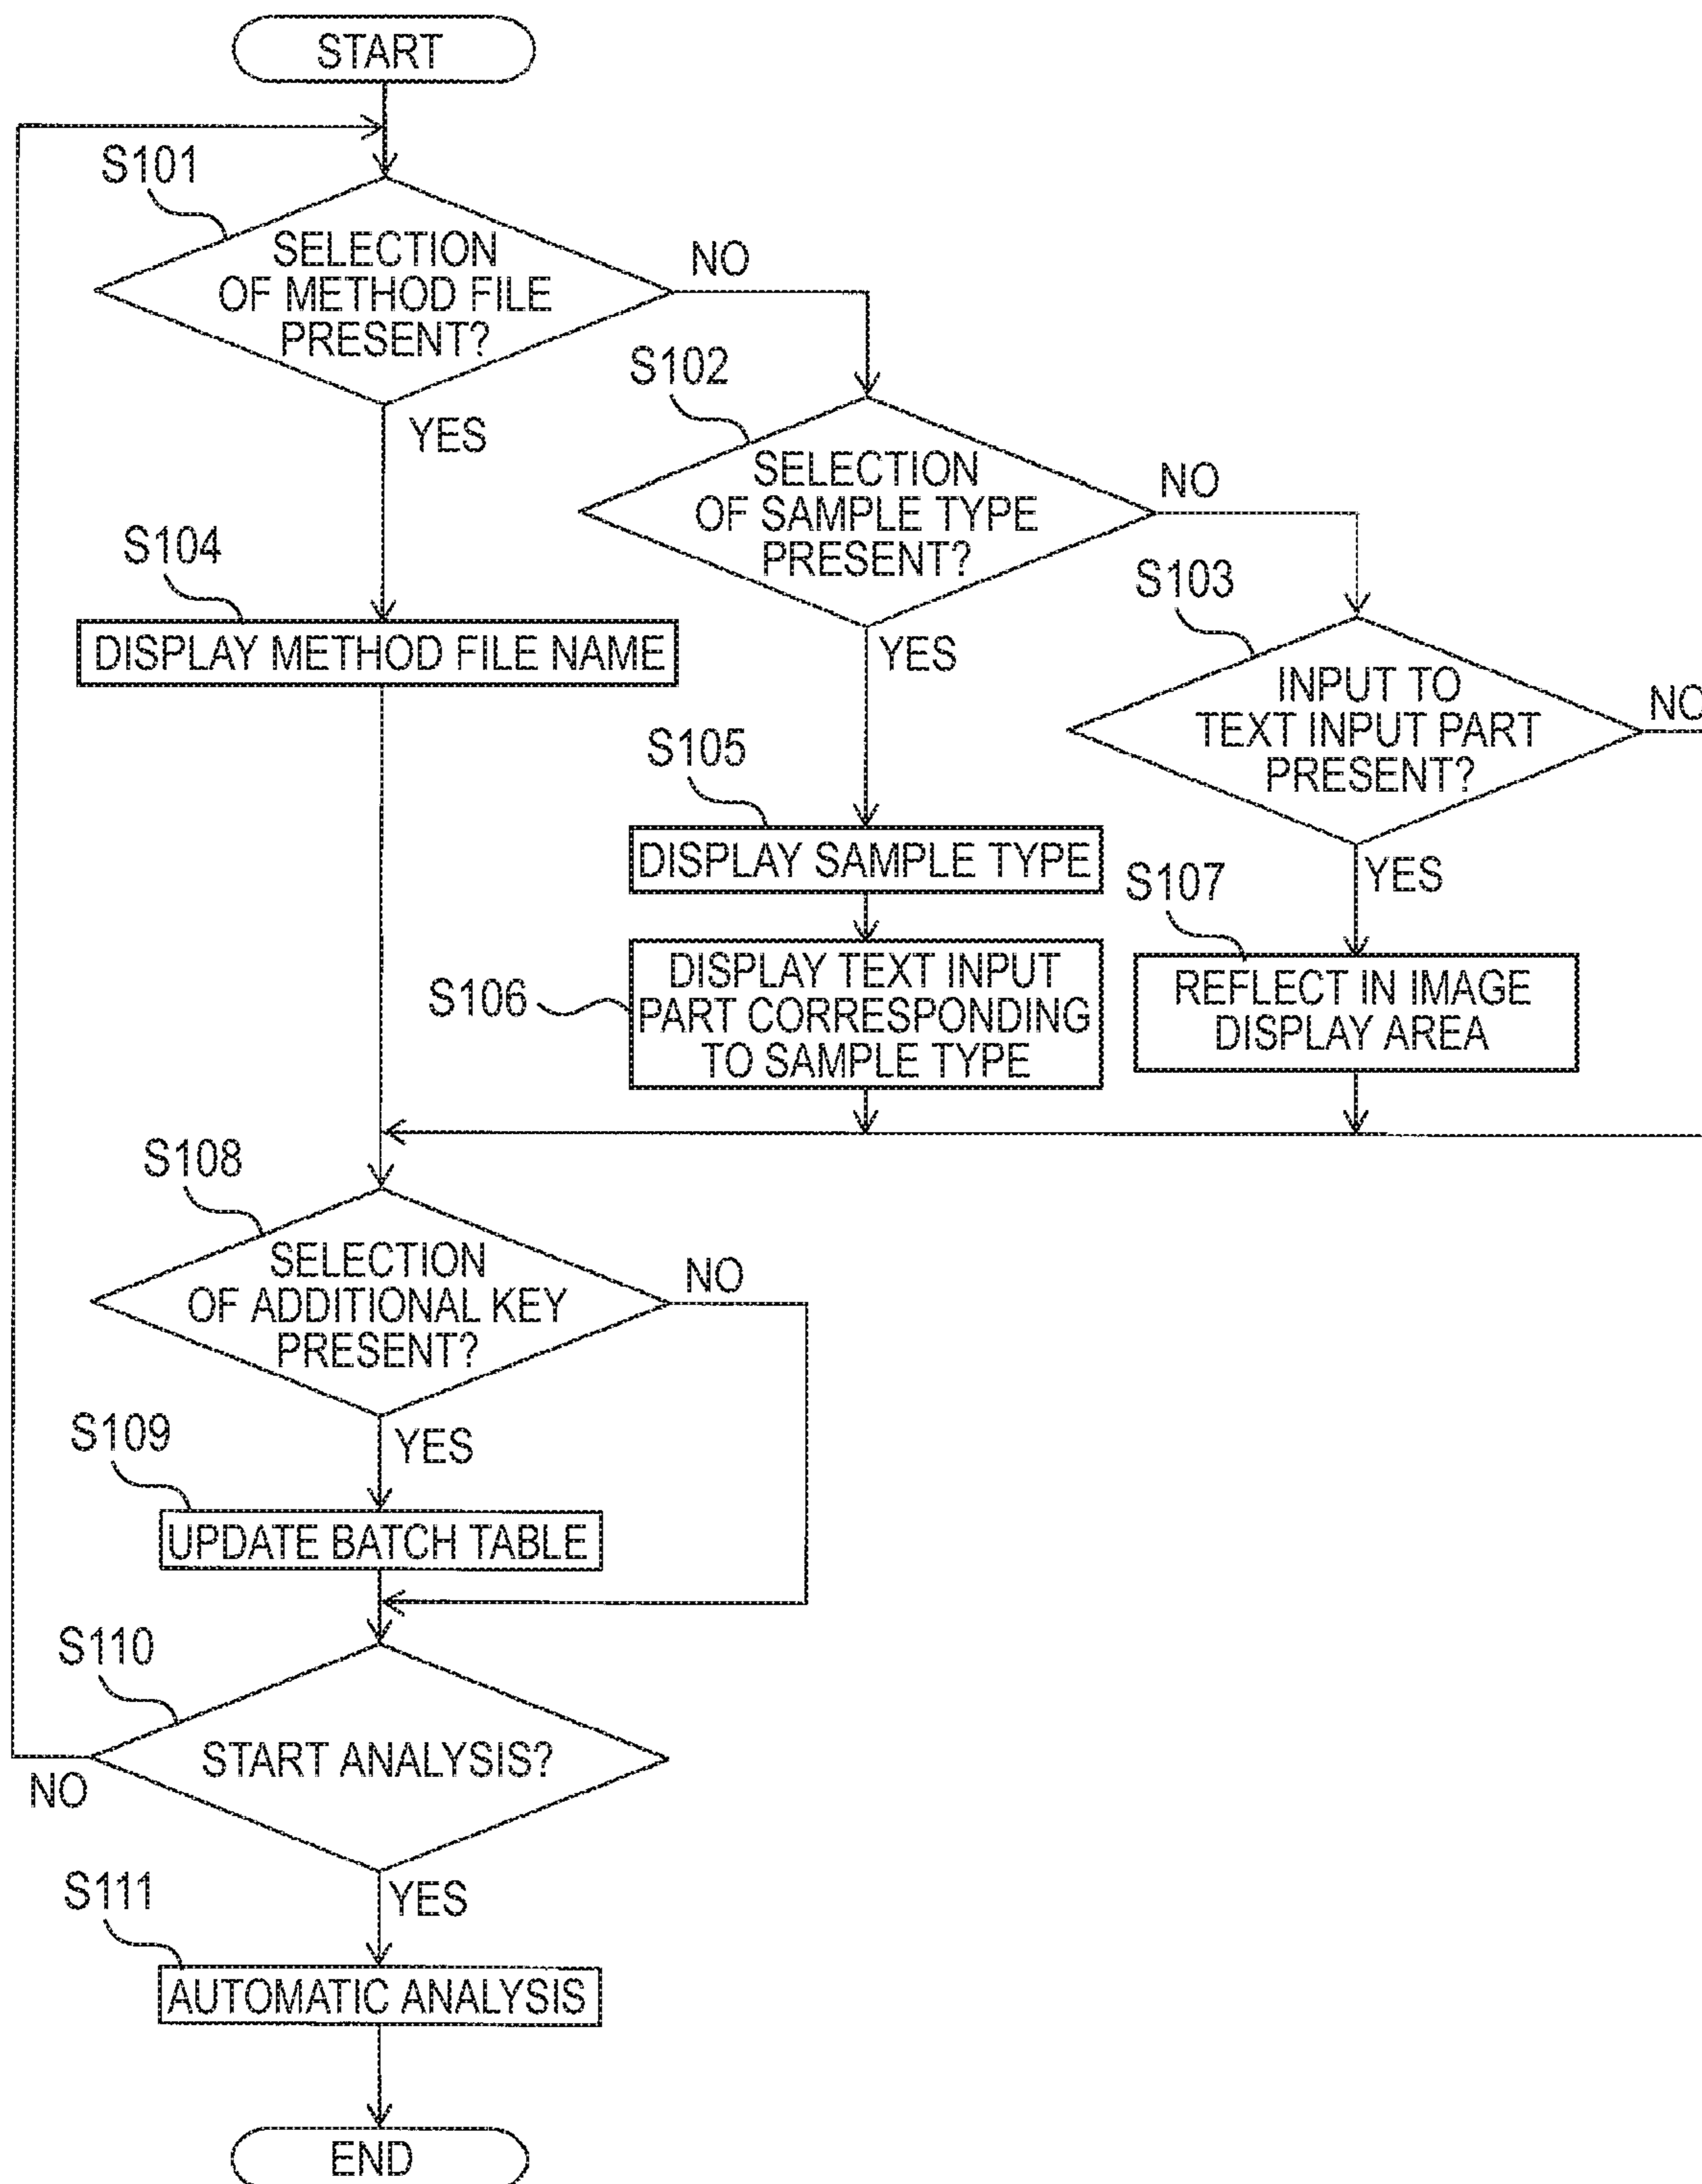 START
S101
SELECTION
OF METHOD FILE
PRESENT?
NO
YES
S102
SELECTION
OF SAMPLE TYPE
PRESENT?
NO
YES
S103
INPUT TO
TEXT INPUT PART
PRESENT?
NO
YES
S104
DISPLAY METHOD FILE NAME
S105
DISPLAY SAMPLE TYPE
S106
DISPLAY TEXT INPUT
PART CORRESPONDING
TO SAMPLE TYPE
S107
REFLECT IN IMAGE
DISPLAY AREA
S108
SELECTION
OF ADDITIONAL KEY
PRESENT?
NO
YES
S109
UPDATE BATCH TABLE
S110
START ANALYSIS?
NO
YES
S111
AUTOMATIC ANALYSIS
END